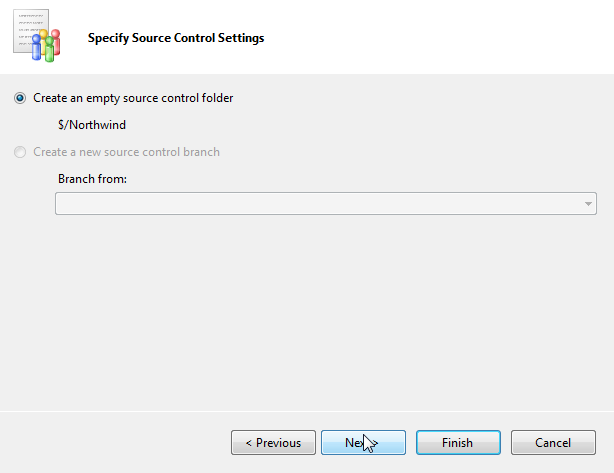 Specify Source Control Settings
Create an empty source control folder
$/Northwind
Create a new source control branch
Branch from:
< Previous
Next >
Finish
Cancel